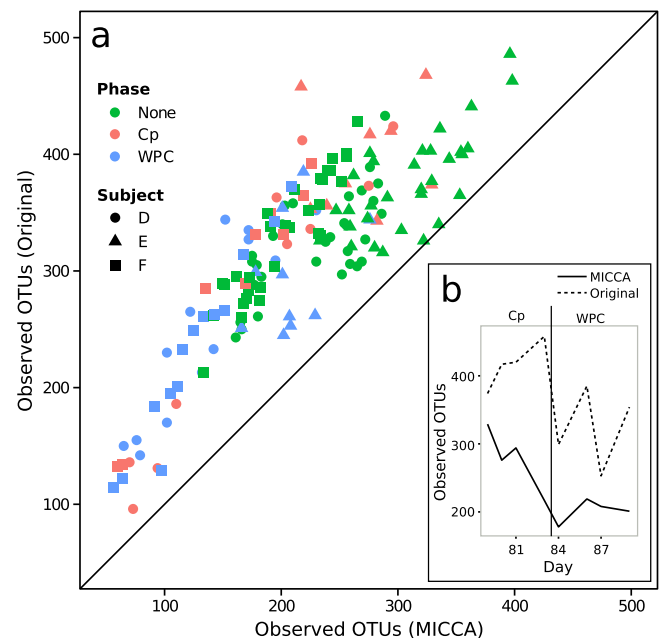 a
500
400
300
200
100
Observed OTUs (Original)
Phase
None
Cp
WPC
Subject
D
E
F
100
200
300
400
500
Observed OTUs (MICCA)
b
MICCA
Original
Cp
WPC
400
300
200
Observed OTUs
81
84
87
Day